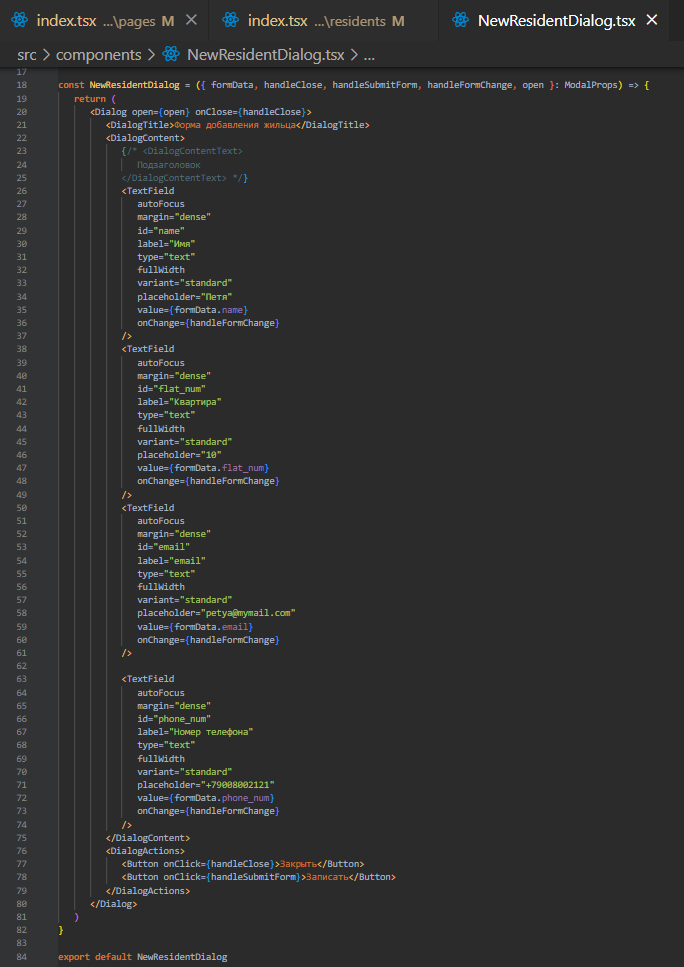 index.tsx ...\pages M index.tsx ...\residents M NewResidentDialog.tsx
src > components > NewResidentDialog.tsx > ...
17
18 const NewResidentDialog = ({ formData, handleClose, handleSubmitForm, handleFormChange, open }: ModalProps) => {
19 return (
20 <Dialog open={open} onClose={handleClose}>
21 <DialogTitle>Форма добавления жильца</DialogTitle>
22 <DialogContent>
23 {/* <DialogContentText>
24 Подзаголовок
25 </DialogContentText> */}
26 <TextField
27 autoFocus
28 margin="dense"
29 id="name"
30 label="Имя"
31 type="text"
32 fullWidth
33 variant="standard"
34 placeholder="Петя"
35 value={formData.name}
36 onChange={handleFormChange}
37 />
38 <TextField
39 autoFocus
40 margin="dense"
41 id="flat_num"
42 label="Квартира"
43 type="text"
44 fullWidth
45 variant="standard"
46 placeholder="10"
47 value={formData.flat_num}
48 onChange={handleFormChange}
49 />
50 <TextField
51 autoFocus
52 margin="dense"
53 id="email"
54 label="email"
55 type="text"
56 fullWidth
57 variant="standard"
58 placeholder="petya@mymail.com"
59 value={formData.email}
60 onChange={handleFormChange}
61 />
62
63 <TextField
64 autoFocus
65 margin="dense"
66 id="phone_num"
67 label="Номер телефона"
68 type="text"
69 fullWidth
70 variant="standard"
71 placeholder="+79008002121"
72 value={formData.phone_num}
73 onChange={handleFormChange}
74 />
75 </DialogContent>
76 <DialogActions>
77 <Button onClick={handleClose}>Закрыть</Button>
78 <Button onClick={handleSubmitForm}>Записать</Button>
79 </DialogActions>
80 </Dialog>
81 )
82 }
83
84 export default NewResidentDialog